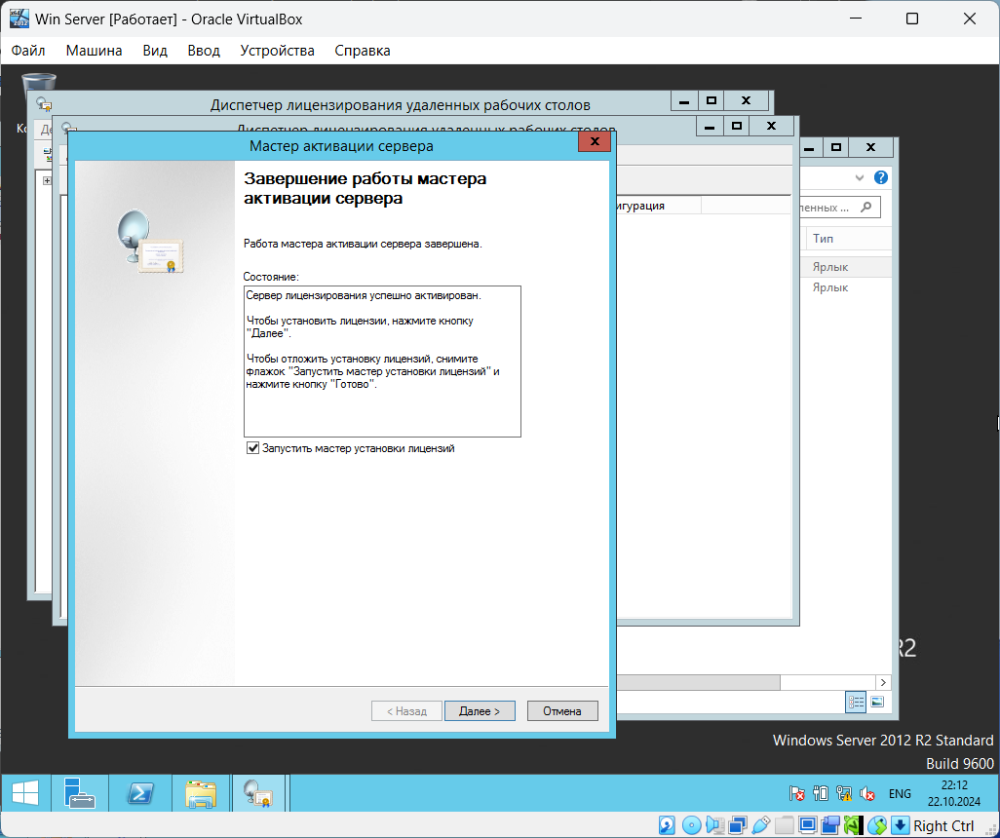 Win Server [Работает] - Oracle VirtualBox
Файл Машина Вид Ввод Устройства Справка
Диспетчер лицензирования удаленных рабочих столов
Диспетчер лицензирования удаленных рабочих столов
Мастер активации сервера
Завершение работы мастера
активации сервера
Работа мастера активации сервера завершена.
Состояние:
Сервер лицензирования успешно активирован.
Чтобы установить лицензии, нажмите кнопку
"Далее".
Чтобы отложить установку лицензий, снимите
флажок "Запустить мастер установки лицензий" и
нажмите кнопку "Готово".
Запустить мастер установки лицензий
< Назад Далее > Отмена
игурация
ленных ...
Тип
Ярлык
Ярлык
R2
Windows Server 2012 R2 Standard
Build 9600
ENG
22:12
22.10.2024
Right Ctrl